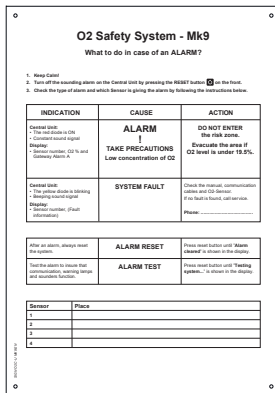 O2 Safety System - Mk9
What to do in case of an ALARM?
1. Keep Calm!
2. Turn off the sounding alarm on the Central Unit by pressing the RESET button on the front.
3. Check the type of alarm and which Sensor is giving the alarm by following the instructions below.
INDICATION CAUSE ACTION
Central Unit:
• The red diode is ON
• Constant sound signal
Display:
• Sensor number, O2 % and
Gateway Alarm A
ALARM
!
TAKE PRECAUTIONS
Low concentration of O2
DO NOT ENTER
the risk zone.
Evacuate the area if
O2 level is under 19.5%.
Central Unit:
• The yellow diode is blinking
• Beeping sound signal
Display:
• Sensor number, (Fault
information)
SYSTEM FAULT
Check the manual, communication
cables and O2-Sensor.
If no fault is found, call service.
Phone: ..............................
After an alarm, always reset
the system.
ALARM RESET
Press reset button until "Alarm
cleared" is shown in the display.
Test the alarm to insure that
communication, warning lamps
and sounders function.
ALARM TEST
Press reset button until "Testing
system..." is shown in the display.
Sensor Place
1
2
3
4